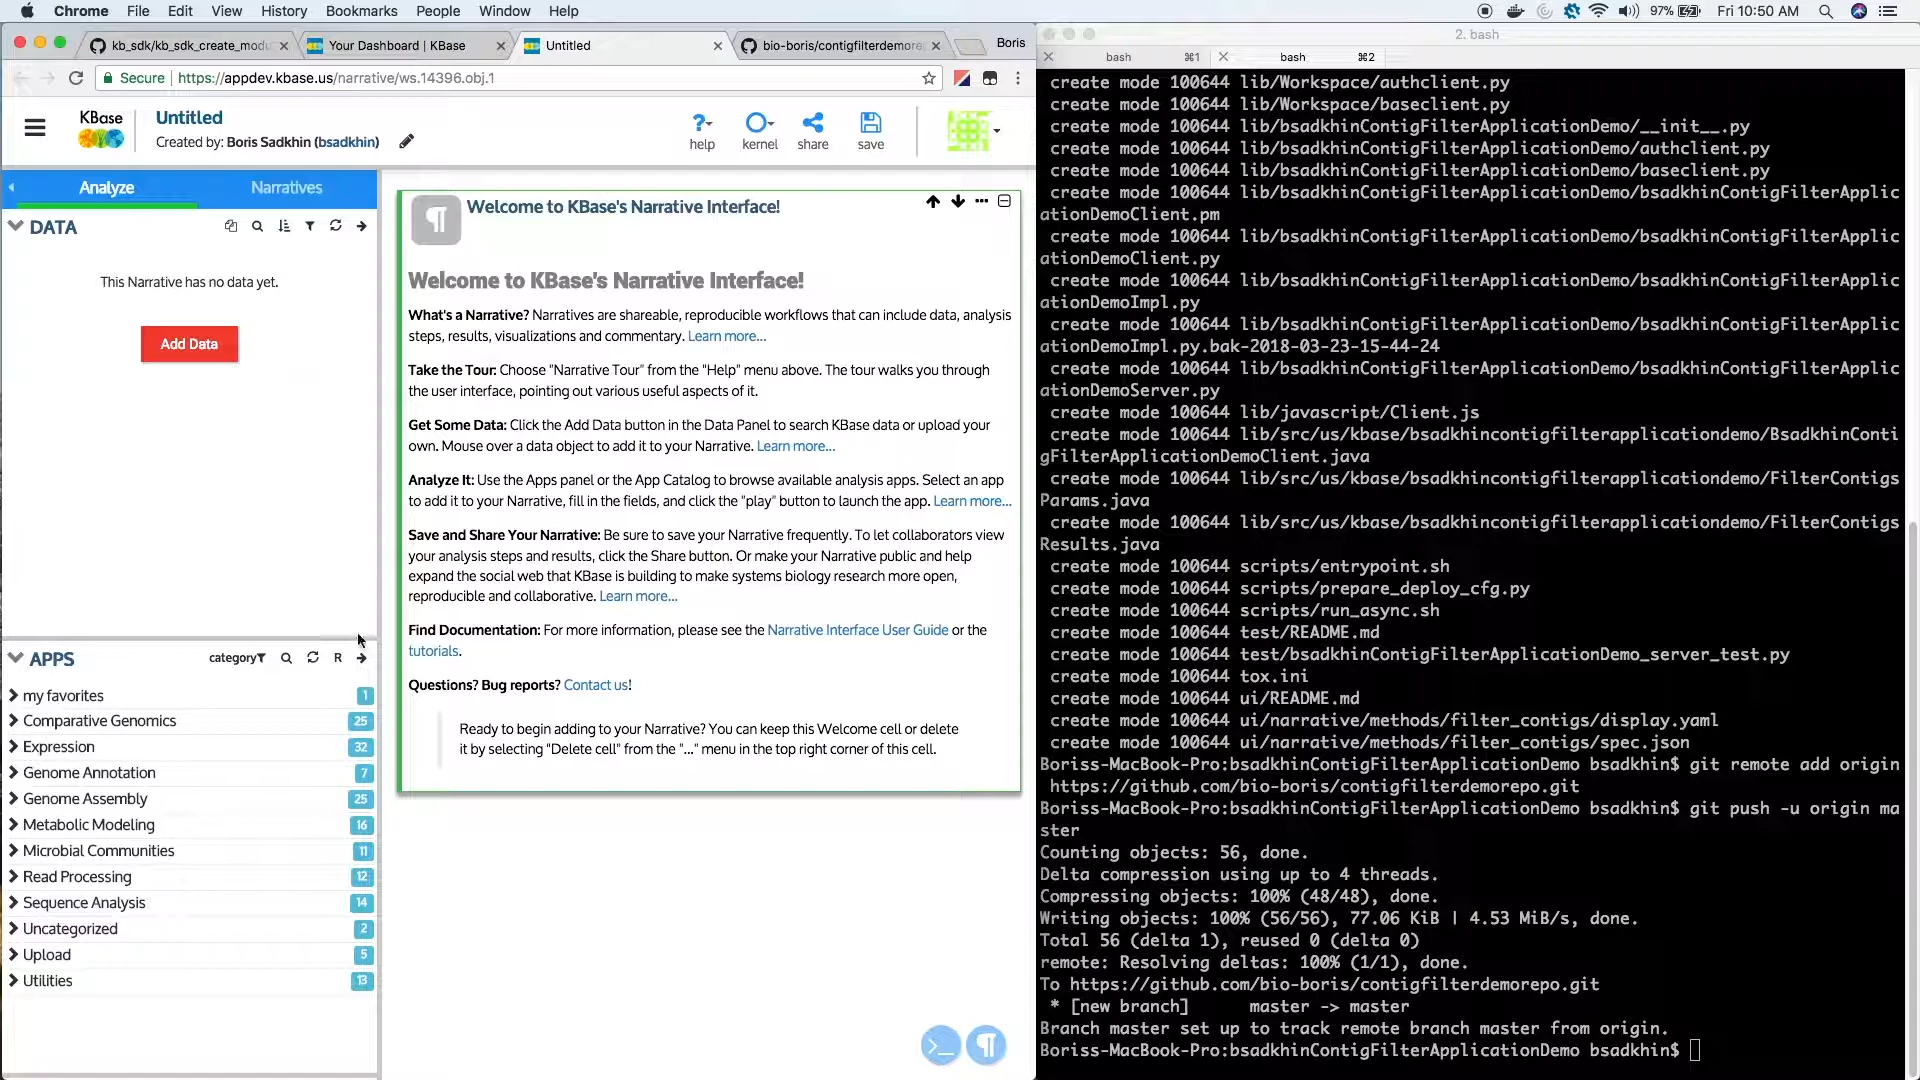 Chrome File Edit View History Bookmarks People Window Help 97% Fri 10:50 AM
kb_sdk/kb_sdk_create_modu Your Dashboard | KBase Untitled bio-boris/contigfilterdemorep Boris
Secure https://appdev.kbase.us/narrative/ws.14396.obj.1
KBase
Untitled
Created by: Boris Sadkhin (bsadkhin)
help kernel share save
Analyze Narratives
DATA
This Narrative has no data yet.
Add Data
APPS category R
my favorites 1
Comparative Genomics 25
Expression 32
Genome Annotation 7
Genome Assembly 25
Metabolic Modeling 16
Microbial Communities 11
Read Processing 12
Sequence Analysis 14
Uncategorized 2
Upload 5
Utilities 13
Welcome to KBase's Narrative Interface!
Welcome to KBase's Narrative Interface!
What's a Narrative? Narratives are shareable, reproducible workflows that can include data, analysis
steps, results, visualizations and commentary. Learn more...
Take the Tour: Choose "Narrative Tour" from the "Help" menu above. The tour walks you through
the user interface, pointing out various useful aspects of it.
Get Some Data: Click the Add Data button in the Data Panel to search KBase data or upload your
own. Mouse over a data object to add it to your Narrative. Learn more...
Analyze It: Use the Apps panel or the App Catalog to browse available analysis apps. Select an app
to add it to your Narrative, fill in the fields, and click the "play" button to launch the app. Learn more...
Save and Share Your Narrative: Be sure to save your Narrative frequently. To let collaborators view
your analysis steps and results, click the Share button. Or make your Narrative public and help
expand the social web that KBase is building to make systems biology research more open,
reproducible and collaborative. Learn more...
Find Documentation: For more information, please see the Narrative Interface User Guide or the
tutorials.
Questions? Bug reports? Contact us!
Ready to begin adding to your Narrative? You can keep this Welcome cell or delete
it by selecting "Delete cell" from the "..." menu in the top right corner of this cell.
2. bash
bash ⌘1 bash ⌘2
create mode 100644 lib/Workspace/authclient.py
create mode 100644 lib/Workspace/baseclient.py
create mode 100644 lib/bsadkhinContigFilterApplicationDemo/__init__.py
create mode 100644 lib/bsadkhinContigFilterApplicationDemo/authclient.py
create mode 100644 lib/bsadkhinContigFilterApplicationDemo/baseclient.py
create mode 100644 lib/bsadkhinContigFilterApplicationDemo/bsadkhinContigFilterApplic
ationDemoClient.pm
create mode 100644 lib/bsadkhinContigFilterApplicationDemo/bsadkhinContigFilterApplic
ationDemoClient.py
create mode 100644 lib/bsadkhinContigFilterApplicationDemo/bsadkhinContigFilterApplic
ationDemoImpl.py
create mode 100644 lib/bsadkhinContigFilterApplicationDemo/bsadkhinContigFilterApplic
ationDemoImpl.py.bak-2018-03-23-15-44-24
create mode 100644 lib/bsadkhinContigFilterApplicationDemo/bsadkhinContigFilterApplic
ationDemoServer.py
create mode 100644 lib/javascript/Client.js
create mode 100644 lib/src/us/kbase/bsadkhincontigfilterapplicationdemo/BsadkhinConti
gFilterApplicationDemoClient.java
create mode 100644 lib/src/us/kbase/bsadkhincontigfilterapplicationdemo/FilterContigs
Params.java
create mode 100644 lib/src/us/kbase/bsadkhincontigfilterapplicationdemo/FilterContigs
Results.java
create mode 100644 scripts/entrypoint.sh
create mode 100644 scripts/prepare_deploy_cfg.py
create mode 100644 scripts/run_async.sh
create mode 100644 test/README.md
create mode 100644 test/bsadkhinContigFilterApplicationDemo_server_test.py
create mode 100644 tox.ini
create mode 100644 ui/README.md
create mode 100644 ui/narrative/methods/filter_contigs/display.yaml
create mode 100644 ui/narrative/methods/filter_contigs/spec.json
Boriss-MacBook-Pro:bsadkhinContigFilterApplicationDemo bsadkhin$ git remote add origin
https://github.com/bio-boris/contigfilterdemorepo.git
Boriss-MacBook-Pro:bsadkhinContigFilterApplicationDemo bsadkhin$ git push -u origin ma
ster
Counting objects: 56, done.
Delta compression using up to 4 threads.
Compressing objects: 100% (48/48), done.
Writing objects: 100% (56/56), 77.06 KiB | 4.53 MiB/s, done.
Total 56 (delta 1), reused 0 (delta 0)
remote: Resolving deltas: 100% (1/1), done.
To https://github.com/bio-boris/contigfilterdemorepo.git
* [new branch] master -> master
Branch master set up to track remote branch master from origin.
Boriss-MacBook-Pro:bsadkhinContigFilterApplicationDemo bsadkhin$